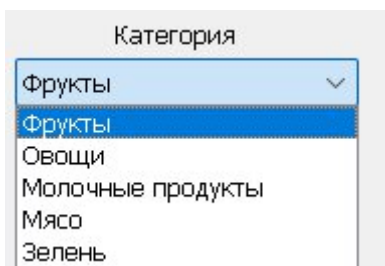 Категория
Фрукты
Фрукты
Овощи
Молочные продукты
Мясо
Зелень